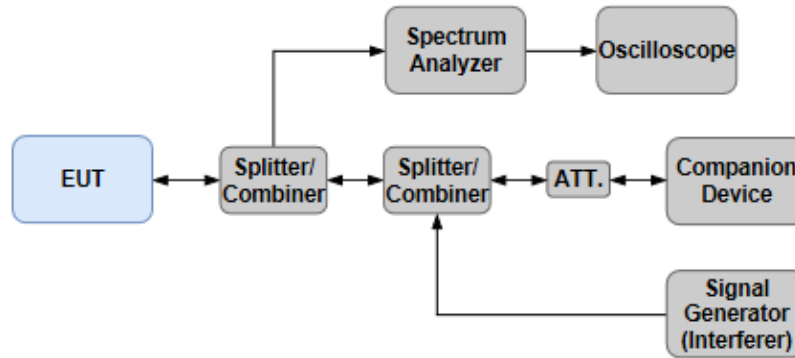 Spectrum
Analyzer
Oscilloscope
EUT
Splitter/
Combiner
Splitter/
Combiner
ATT.
Companion
Device
Signal
Generator
(Interferer)